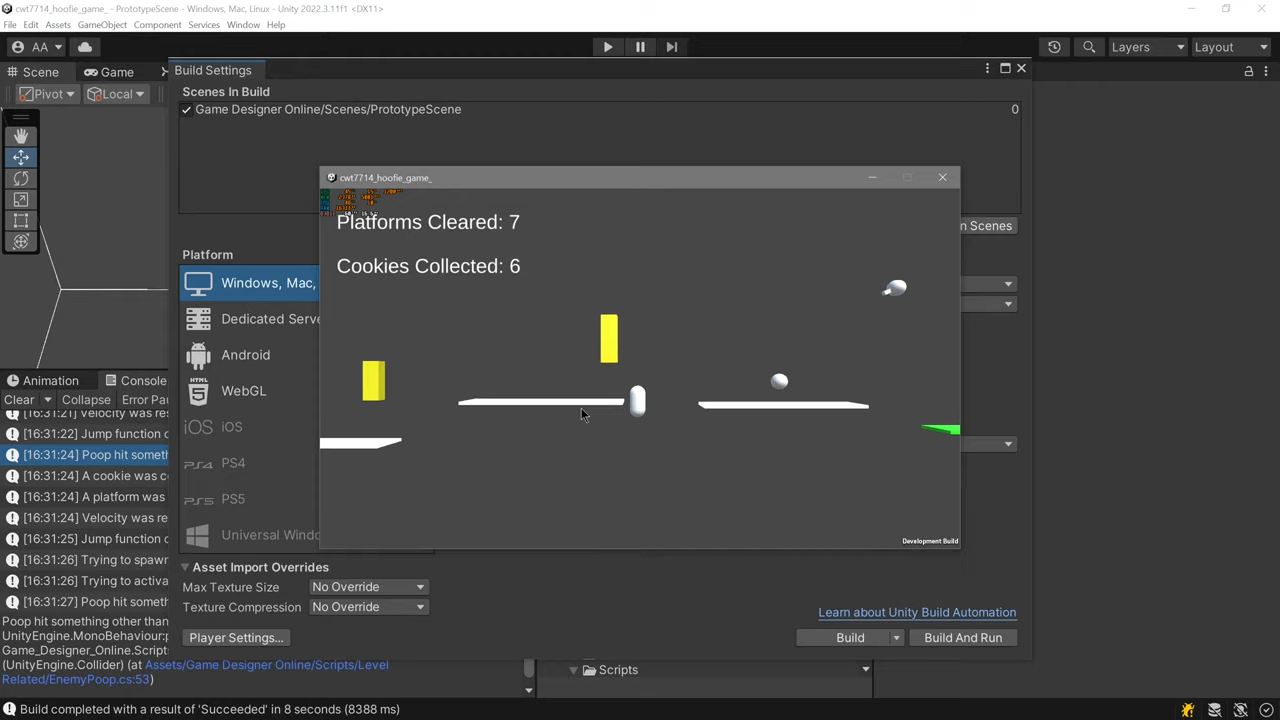 cwt7714_hoofie_game_ - PrototypeScene - Windows, Mac, Linux - Unity 2022.3.11f1 <DX11>
File Edit Assets GameObject Component Services Window Help
AA
Layers
Layout
Scene
Game
Build Settings
Pivot
Local
Scenes In Build
Game Designer Online/Scenes/PrototypeScene 0
cwt7714_hoofie_game_
Platforms Cleared: 7
n Scenes
Cookies Collected: 6
Platform
Windows, Mac,
Dedicated Serve
Android
WebGL
HTML
iOS iOS
PS4
PS5
Universal Windo
Development Build
Animation
Console
Clear
Collapse
Error Pau
[16:31:21] Velocity was re
[16:31:22] Jump function c
[16:31:24] Poop hit someth
[16:31:24] A cookie was c
[16:31:24] A platform was
[16:31:24] Velocity was re
[16:31:25] Jump function c
[16:31:26] Trying to spawn
[16:31:26] Trying to activa
[16:31:27] Poop hit someth
Poop hit something other than
UnityEngine.MonoBehaviour:p
Game_Designer_Online.Scripts
(UnityEngine.Collider) (at Assets/Game Designer Online/Scripts/Level
Related/EnemyPoop.cs:53)
Asset Import Overrides
Max Texture Size No Override
Texture Compression No Override
Learn about Unity Build Automation
Player Settings...
Build
Build And Run
Scripts
Build completed with a result of 'Succeeded' in 8 seconds (8388 ms)